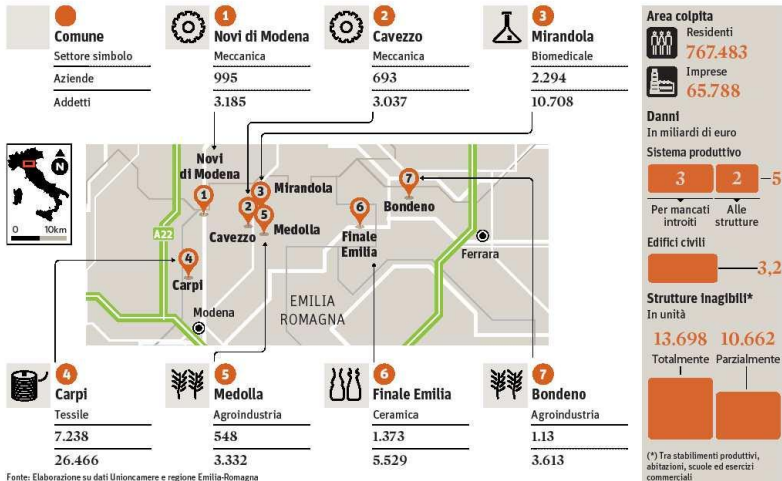 Comune
Settore simbolo
Aziende
Addetti
1
Novi di Modena
Meccanica
995
3.185
2
Cavezzo
Meccanica
693
3.037
3
Mirandola
Biomedicale
2.294
10.708
N
0 10km
A22
Novi
di Modena
1
3
Mirandola
2
Cavezzo
5
Medolla
4
Carpi
Modena
EMILIA
ROMAGNA
6
Finale
Emilia
7
Bondeno
Ferrara
4
Carpi
Tessile
7.238
26.466
5
Medolla
Agroindustria
548
3.332
6
Finale Emilia
Ceramica
1.373
5.529
7
Bondeno
Agroindustria
1.13
3.613
Fonte: Elaborazione su dati Unioncamere e regione Emilia-Romagna
Area colpita
Residenti
767.483
Imprese
65.788
Danni
In miliardi di euro
Sistema produttivo
3 2 5
Per mancati introiti
Alle strutture
Edifici civili
3,2
Strutture inagibili*
In unità
13.698 10.662
Totalmente Parzialmente
(*) Tra stabilimenti produttivi,
abitazioni, scuole ed esercizi
commerciali